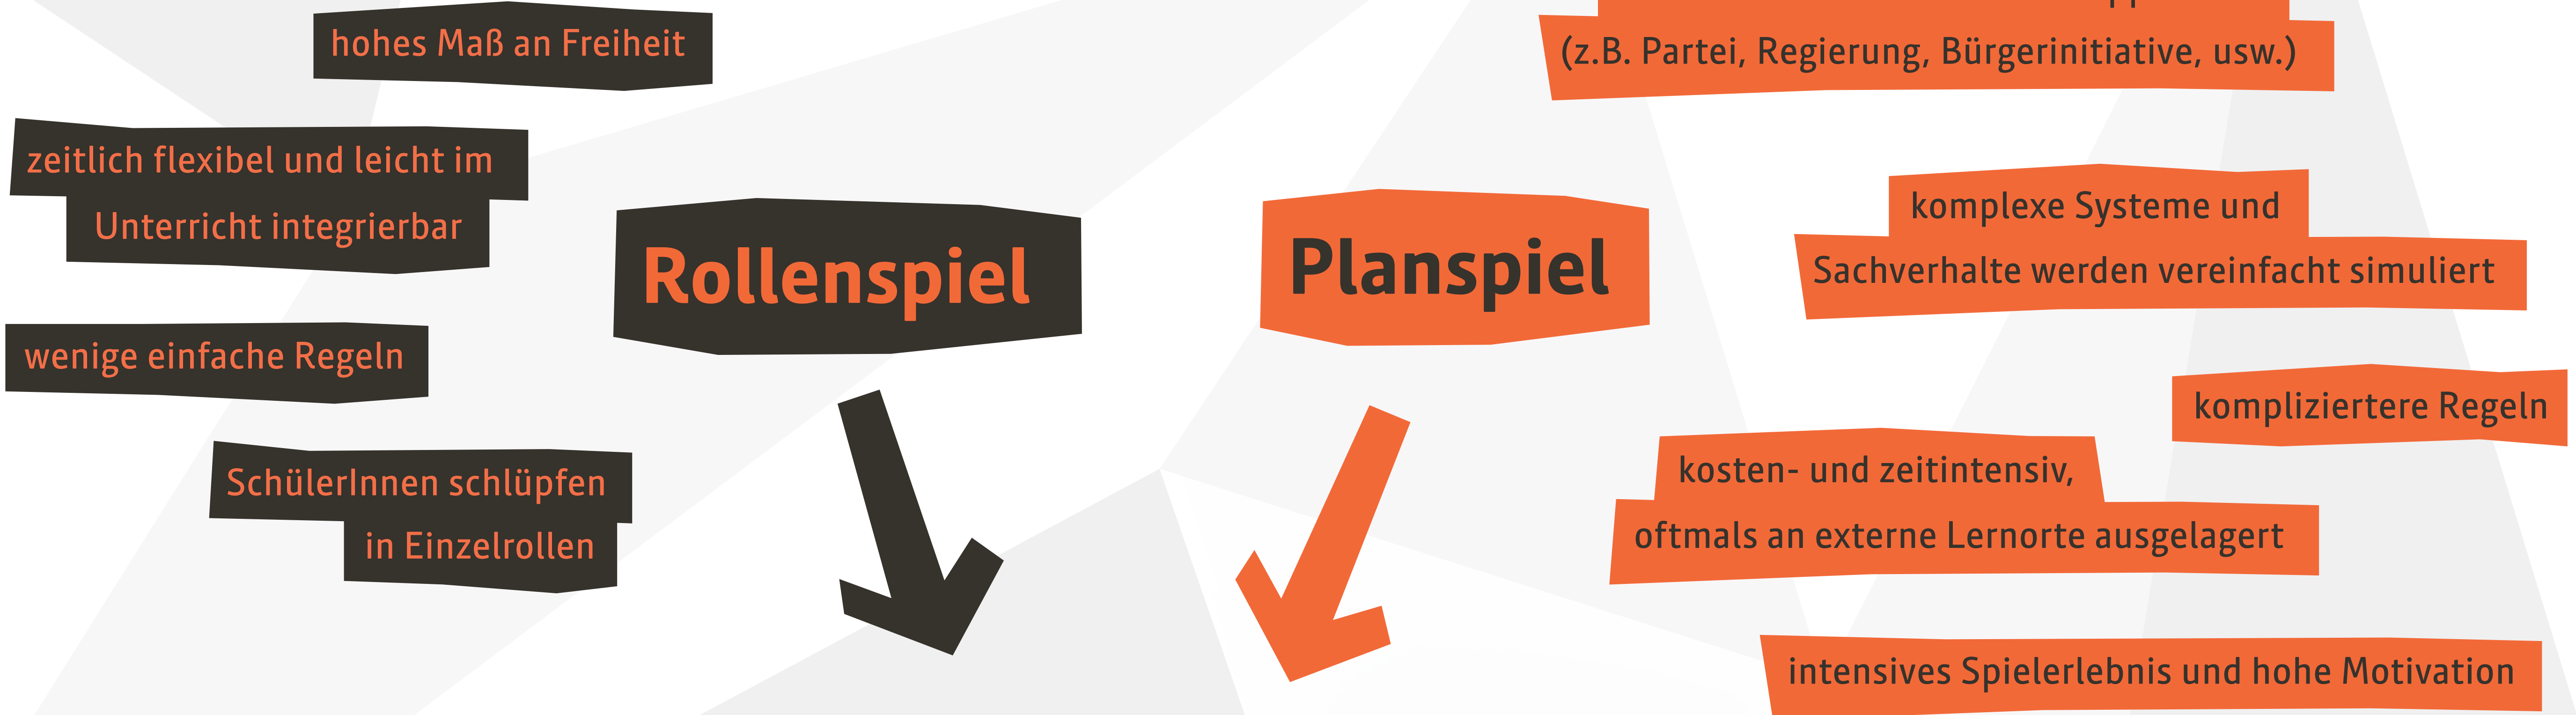 hohes Maß an Freiheit
zeitlich flexibel und leicht im
Unterricht integrierbar
wenige einfache Regeln
SchülerInnen schlüpfen
in Einzelrollen
Rollenspiel
Planspiel
(z.B. Partei, Regierung, Bürgerinitiative, usw.)
komplexe Systeme und
Sachverhalte werden vereinfacht simuliert
kompliziertere Regeln
kosten- und zeitintensiv,
oftmals an externe Lernorte ausgelagert
intensives Spielerlebnis und hohe Motivation